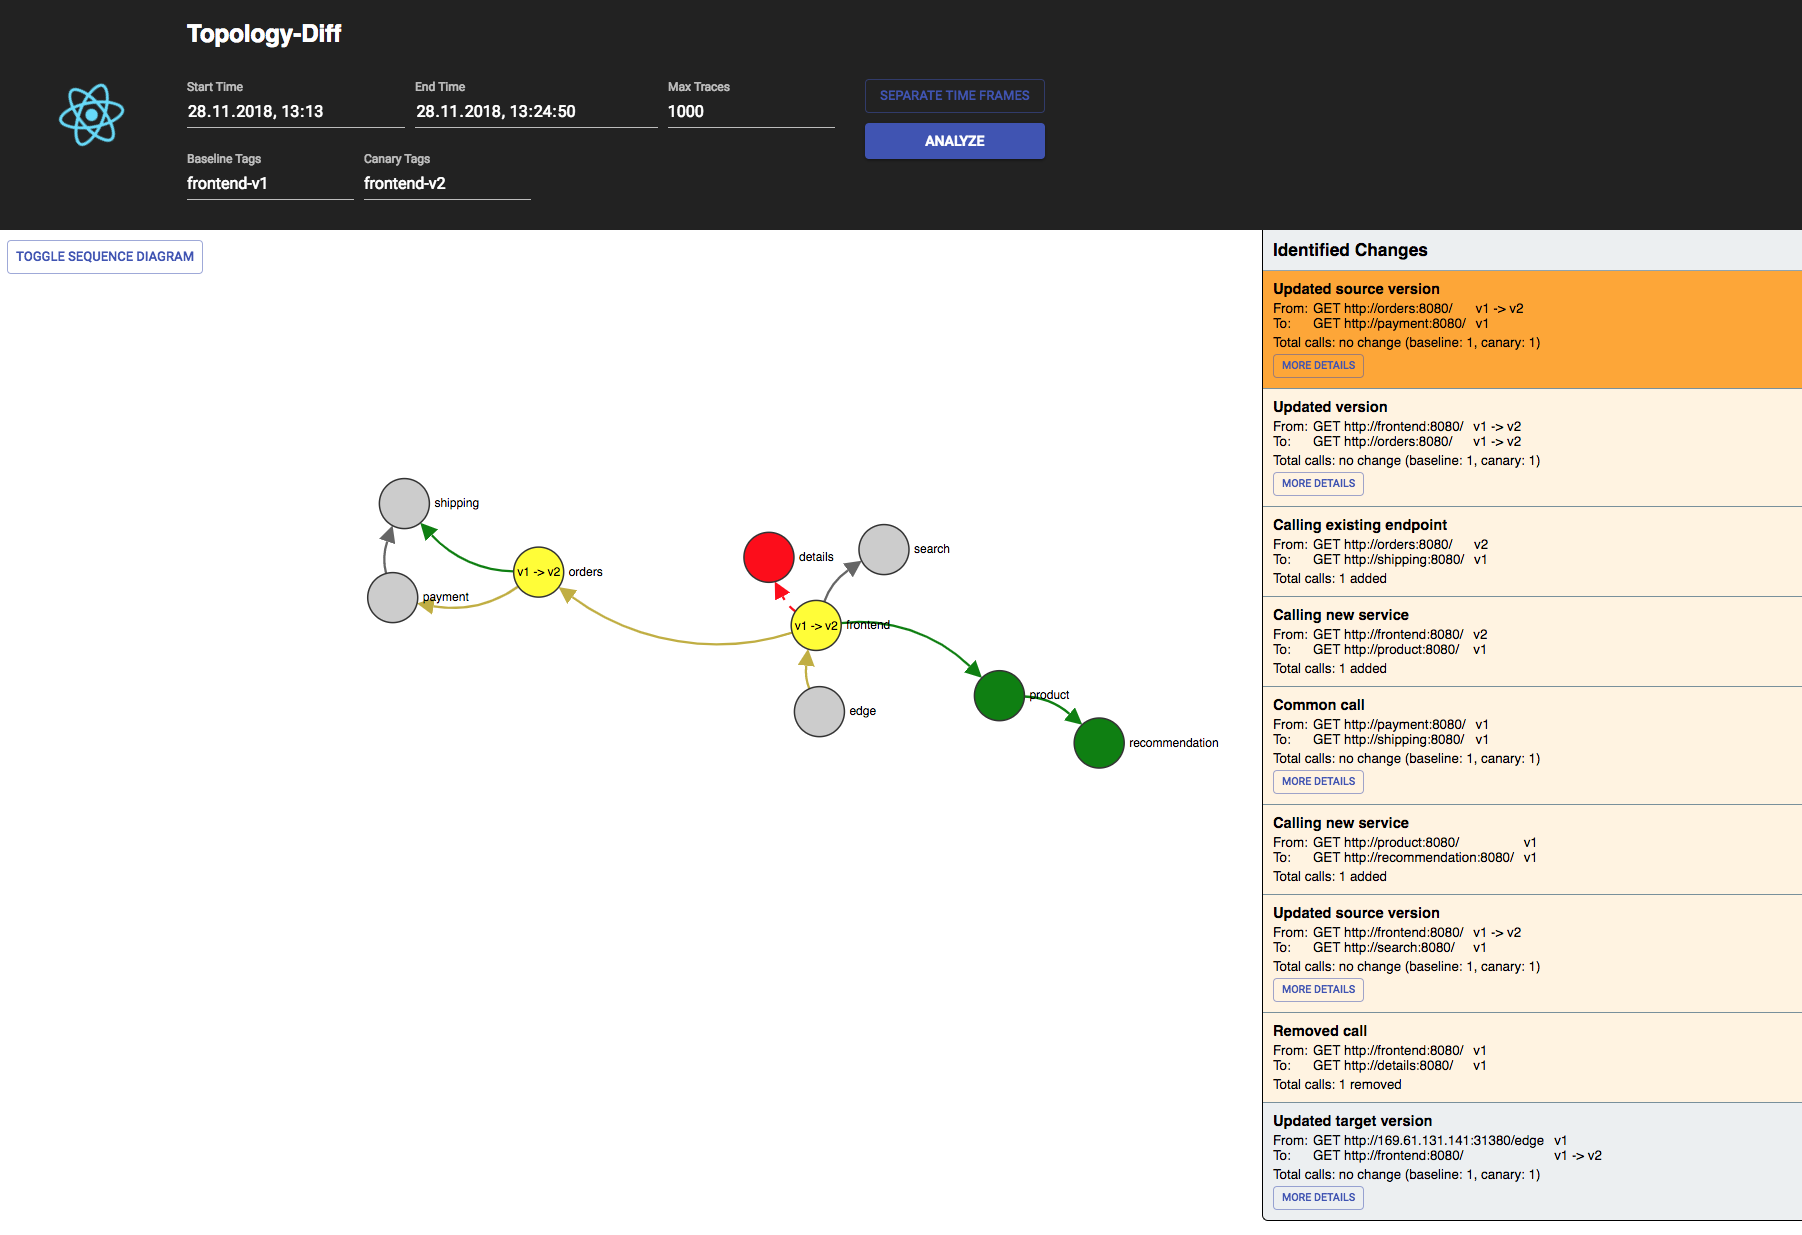 Topology-Diff
Start Time
End Time
Max Traces
28.11.2018, 13:13
28.11.2018, 13:24:50
1000
SEPARATE TIME FRAMES
ANALYZE
Baseline Tags
Canary Tags
frontend-v1
frontend-v2
TOGGLE SEQUENCE DIAGRAM
shipping
payment
v1 -> v2
orders
details
search
v1 -> v2
frontend
edge
product
recommendation
Identified Changes
Updated source version
From: GET http://orders:8080/ v1 -> v2
To: GET http://payment:8080/ v1
Total calls: no change (baseline: 1, canary: 1)
MORE DETAILS
Updated version
From: GET http://frontend:8080/ v1 -> v2
To: GET http://orders:8080/ v1 -> v2
Total calls: no change (baseline: 1, canary: 1)
MORE DETAILS
Calling existing endpoint
From: GET http://orders:8080/ v2
To: GET http://shipping:8080/ v1
Total calls: 1 added
Calling new service
From: GET http://frontend:8080/ v2
To: GET http://product:8080/ v1
Total calls: 1 added
Common call
From: GET http://payment:8080/ v1
To: GET http://shipping:8080/ v1
Total calls: no change (baseline: 1, canary: 1)
MORE DETAILS
Calling new service
From: GET http://product:8080/ v1
To: GET http://recommendation:8080/ v1
Total calls: 1 added
Updated source version
From: GET http://frontend:8080/ v1 -> v2
To: GET http://search:8080/ v1
Total calls: no change (baseline: 1, canary: 1)
MORE DETAILS
Removed call
From: GET http://frontend:8080/ v1
To: GET http://details:8080/ v1
Total calls: 1 removed
Updated target version
From: GET http://169.61.131.141:31380/edge v1
To: GET http://frontend:8080/ v1 -> v2
Total calls: no change (baseline: 1, canary: 1)
MORE DETAILS